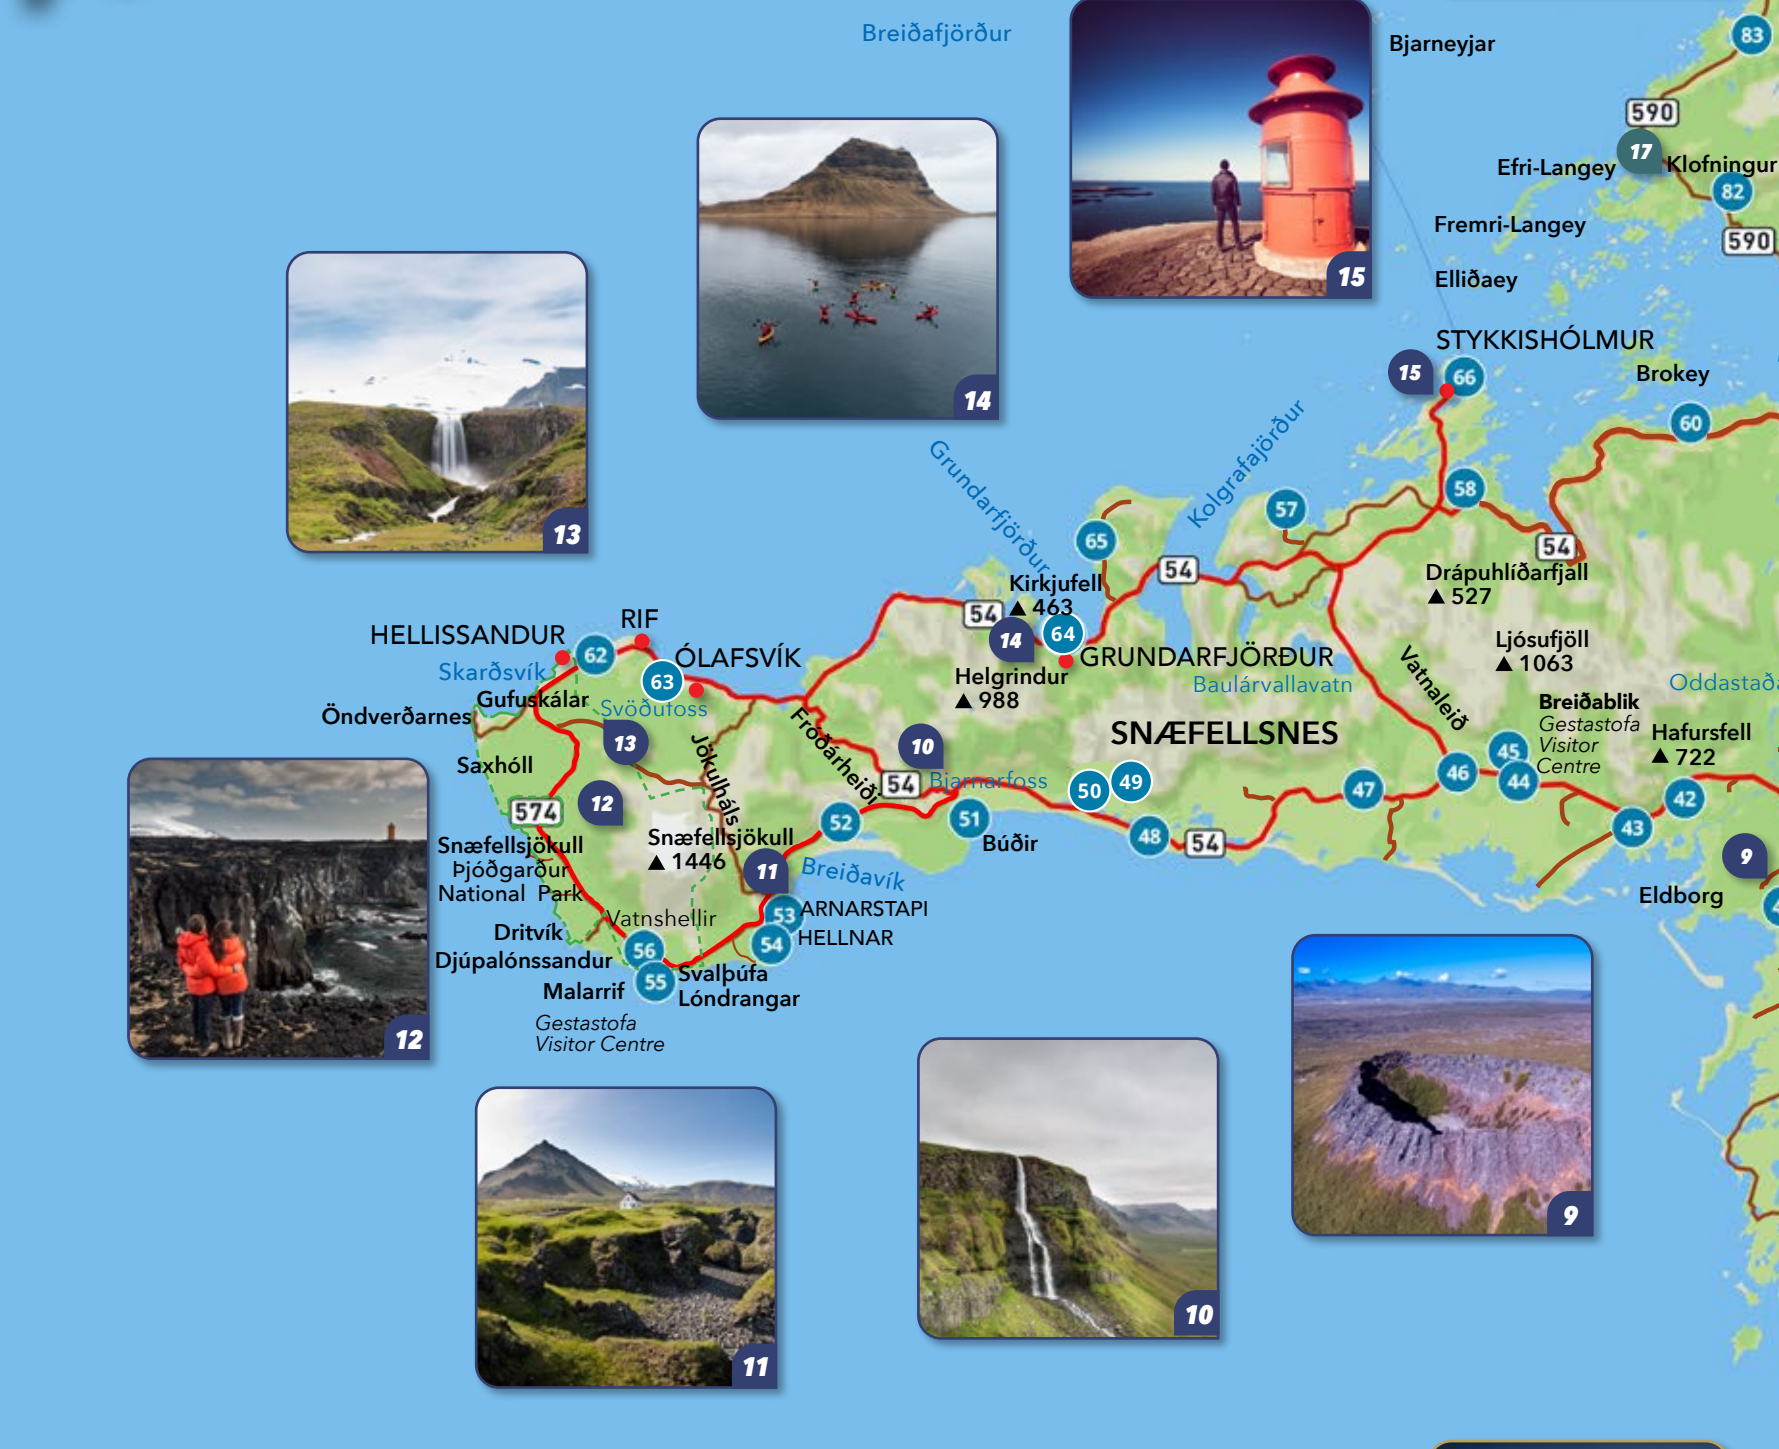 Breiðafjörður
Bjarneyjar
83
590
17
Efri-Langey
Klofningur
82
Fremri-Langey
590
Elliðaey
15
STYKKISHÓLMUR
15
66
Brokey
14
60
Grundarfjörður
Kolgrafajörður
58
57
13
65
54
54
Drápuhlíðarfjall
527
Kirkjufell
463
54
RIF
HELLISSANDUR
62
14
64
Ljósufjöll
1063
ÓLAFSVÍK
GRUNDARFJÖRÐUR
Skarðsvík
63
Helgrindur
988
Baulárvallavatn
Vatnaleið
Oddastaða
Gufuskálar
Svöðufoss
Breiðablik
Gestastofa
Visitor
Centre
Öndverðarnes
13
Jökulháls
Fróðárheiði
10
SNÆFELLSNES
45
Hafursfell
722
Saxhóll
54
Bjarnarfoss
50
49
47
46
44
42
574
12
52
51
48
54
43
Búðir
Snæfellsjökull
1446
Snæfellsjökull
Þjóðgarður
National Park
11
Breiðavík
9
Eldborg
4
Vatnshellir
53
ARNARSTAPI
Dritvík
56
54
HELLNAR
Djúpalónssandur
Svalþúfa
Malarrif
55
Lóndrangar
Gestastofa
Visitor Centre
12
9
10
11